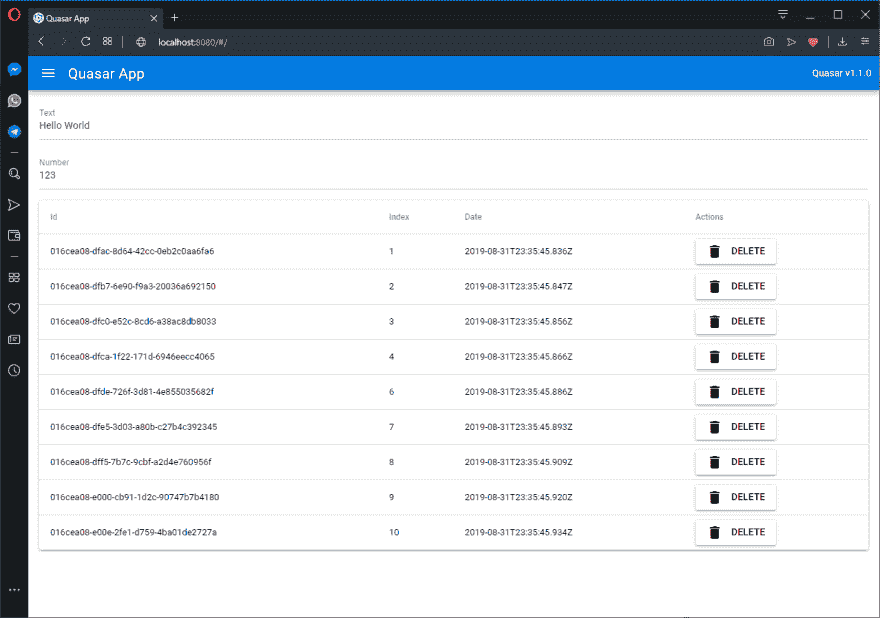 Quasar App
localhost:8080/#/
Quasar App Quasar v1.1.0
Text
Hello World
Number
123
Id Index Date Actions
016cea08-dfac-8d64-42cc-0eb2c0aa6fa6 1 2019-08-31T23:35:45.836Z DELETE
016cea08-dfb7-6e90-f9a3-20036a692150 2 2019-08-31T23:35:45.847Z DELETE
016cea08-dfc0-e52c-8cd6-a38ac8db8033 3 2019-08-31T23:35:45.856Z DELETE
016cea08-dfca-1f22-171d-6946eecc4065 4 2019-08-31T23:35:45.866Z DELETE
016cea08-dfde-726f-3d81-4e855035682f 6 2019-08-31T23:35:45.886Z DELETE
016cea08-dfe5-3d03-a80b-c27b4c392345 7 2019-08-31T23:35:45.893Z DELETE
016cea08-dff5-7b7c-9cbf-a2d4e760956f 8 2019-08-31T23:35:45.909Z DELETE
016cea08-e000-cb91-1d2c-90747b7b4180 9 2019-08-31T23:35:45.920Z DELETE
016cea08-e00e-2fe1-d759-4ba01de2727a 10 2019-08-31T23:35:45.934Z DELETE